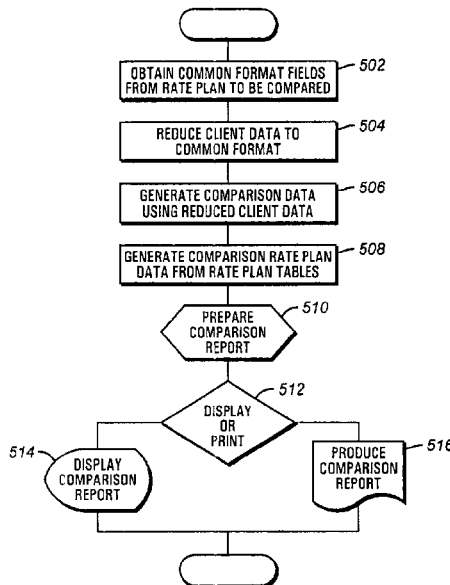 502
OBTAIN COMMON FORMAT FIELDS
FROM RATE PLAN TO BE COMPARED
504
REDUCE CLIENT DATA TO
COMMON FORMAT
506
GENERATE COMPARISON DATA
USING REDUCED CLIENT DATA
508
GENERATE COMPARISON RATE PLAN
DATA FROM RATE PLAN TABLES
510
PREPARE
COMPARISON
REPORT
512
DISPLAY
OR
PRINT
514
DISPLAY
COMPARISON
REPORT
516
PRODUCE
COMPARISON
REPORT